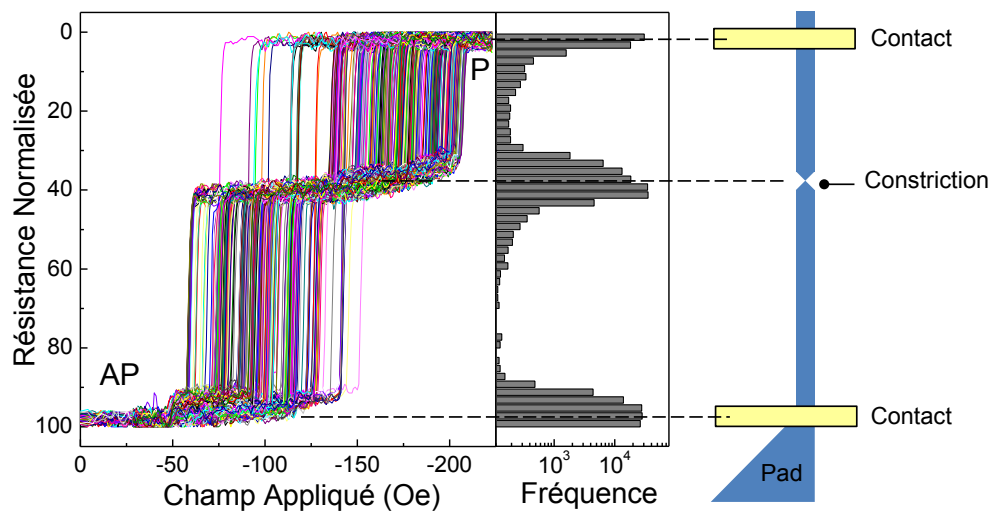 0
20
40
60
80
100
Résistance Normalisée
P
AP
0
-50
-100
-150
-200
Champ Appliqué (Oe)
10³
10⁴
Fréquence
Contact
Constriction
Contact
Pad